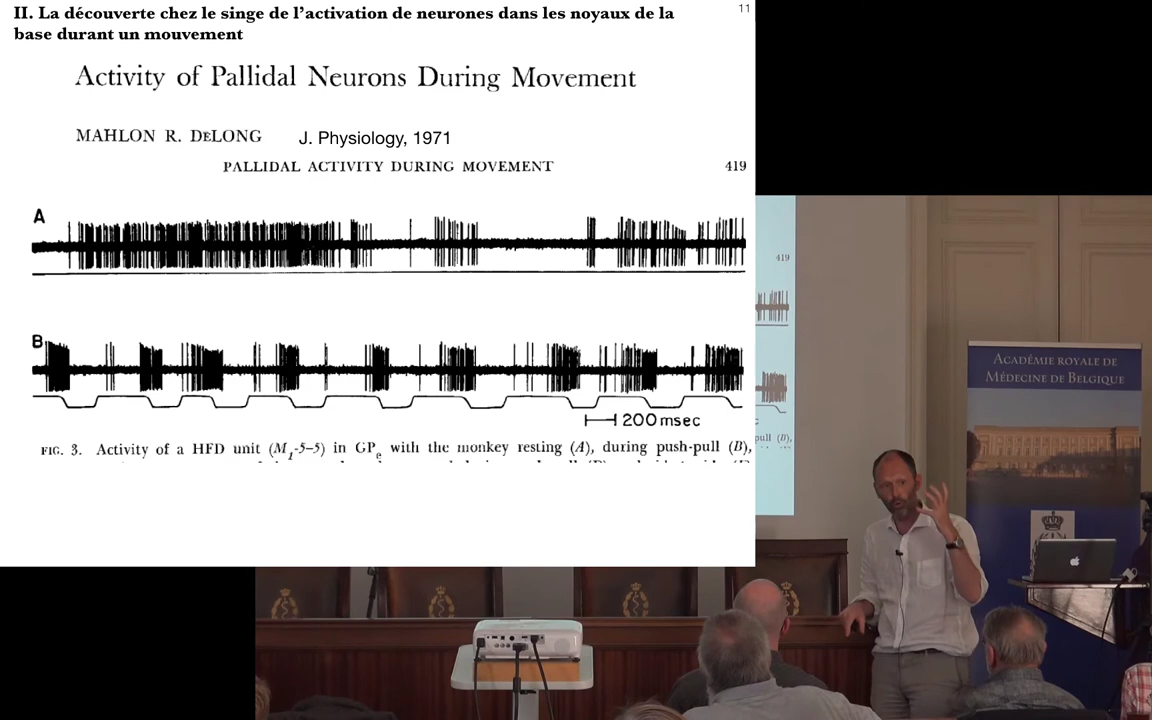 II. La découverte chez le singe de l'activation de neurones dans les noyaux de la
base durant un mouvement
11
Activity of Pallidal Neurons During Movement
MAHLON R. DeLONG J. Physiology, 1971
PALLIDAL ACTIVITY DURING MOVEMENT 419
A
B
200 msec
FIG. 3. Activity of a HFD unit (M1-5-5) in GPe with the monkey resting (A), during push-pull (B),
419
pull (B),
ACADÉMIE ROYALE DE
MÉDECINE DE BELGIQUE